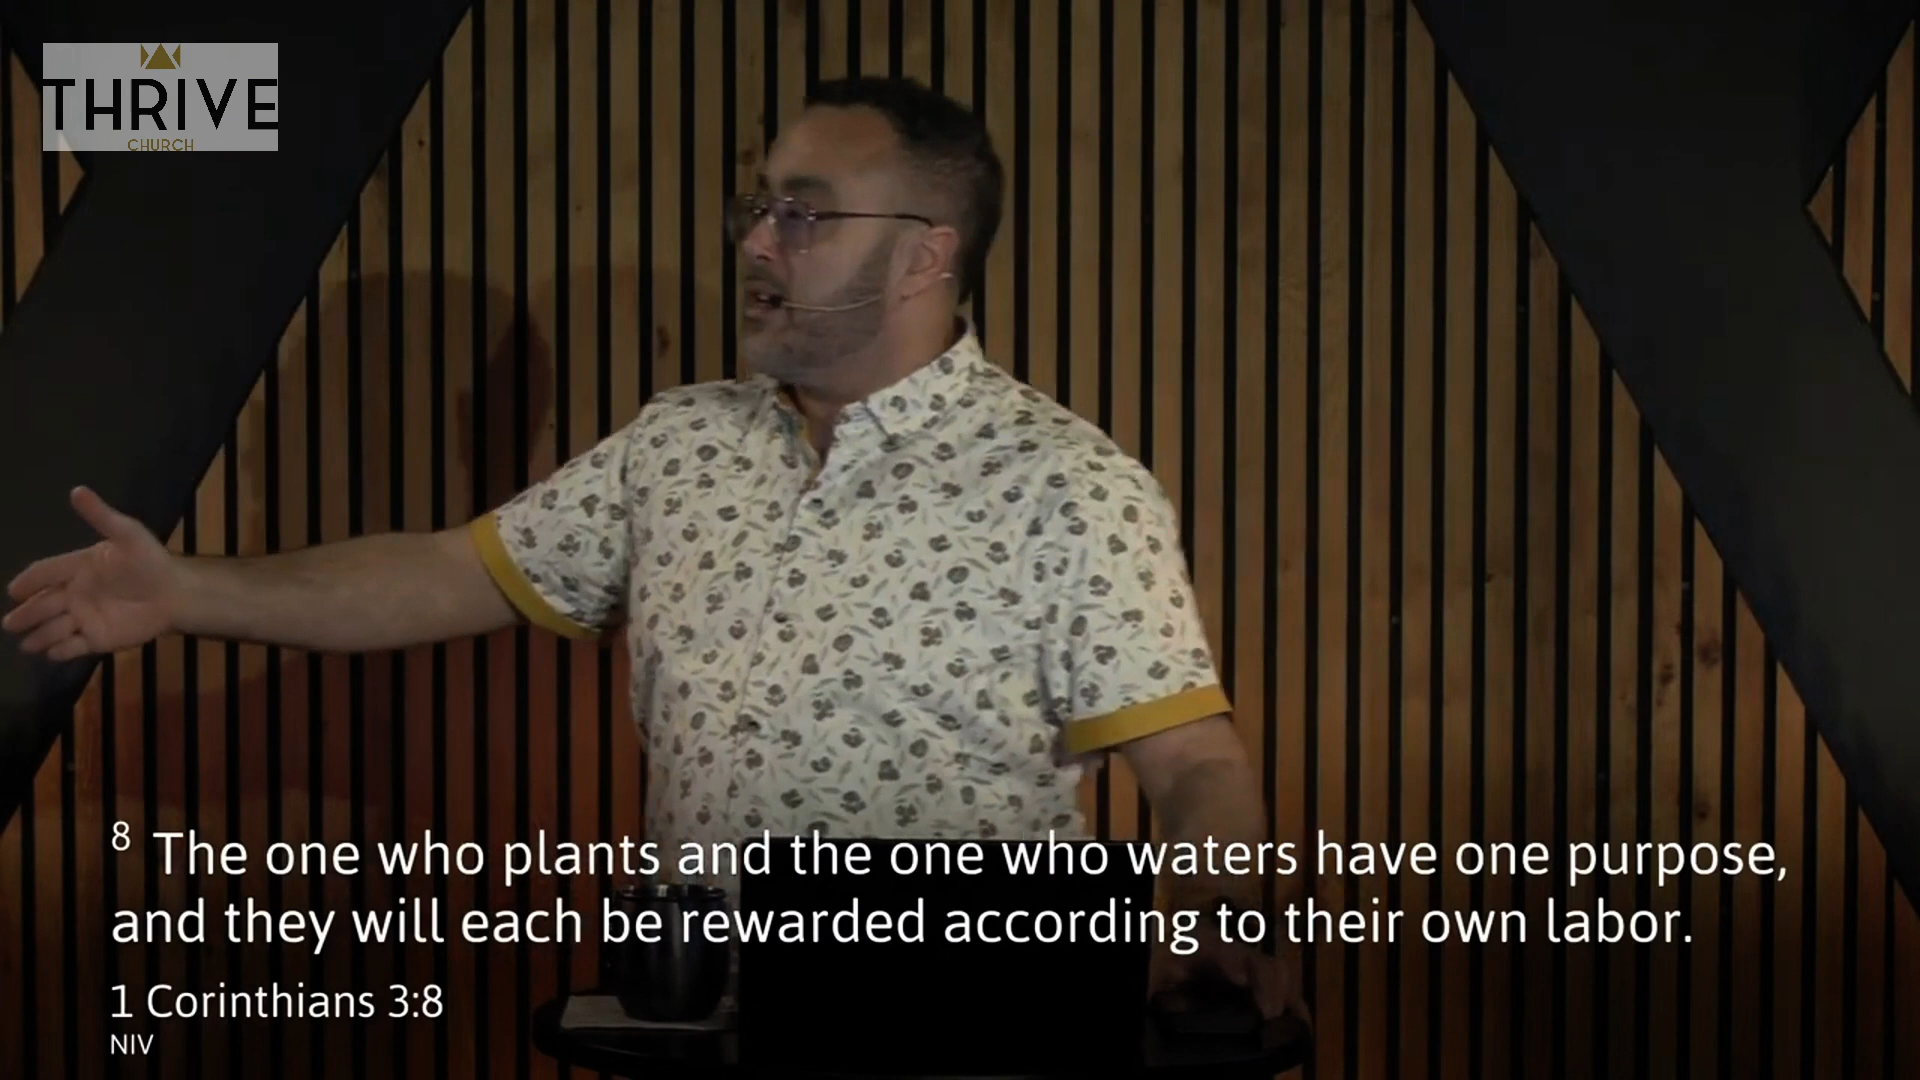 THRIVE
CHURCH
8 The one who plants and the one who waters have one purpose,
and they will each be rewarded according to their own labor.
1 Corinthians 3:8
NIV